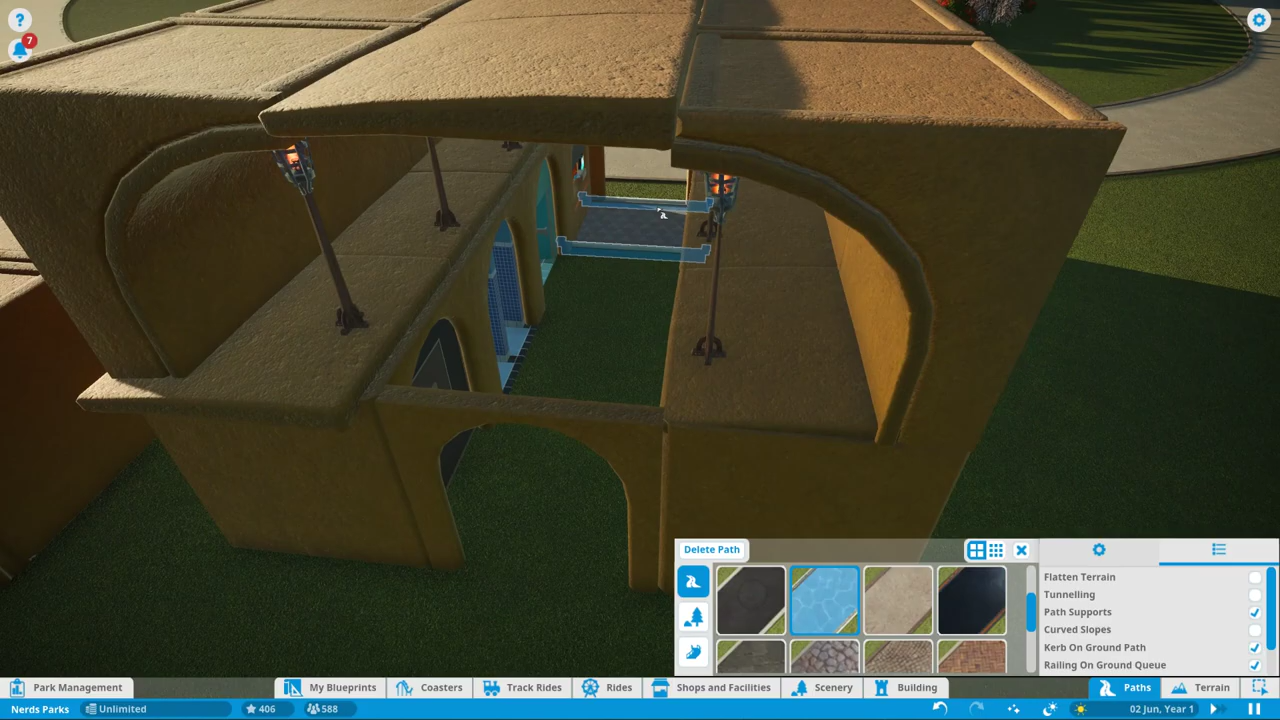 ?
7
Delete Path
Flatten Terrain
Tunnelling
Path Supports
Curved Slopes
Kerb On Ground Path
Railing On Ground Queue
Park Management
My Blueprints
Coasters
Track Rides
Rides
Shops and Facilities
Scenery
Building
Paths
Terrain
Nerds Parks
Unlimited
406
588
02 Jun, Year 1